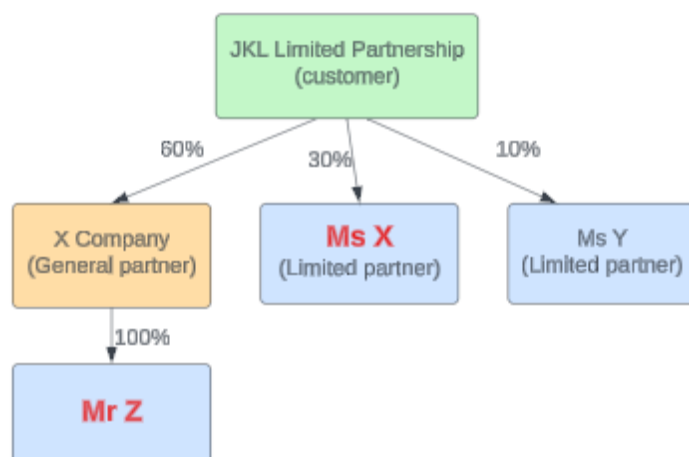 JKL Limited Partnership
(customer)
60%
30%
10%
X Company
(General partner)
Ms X
(Limited partner)
Ms Y
(Limited partner)
100%
Mr Z